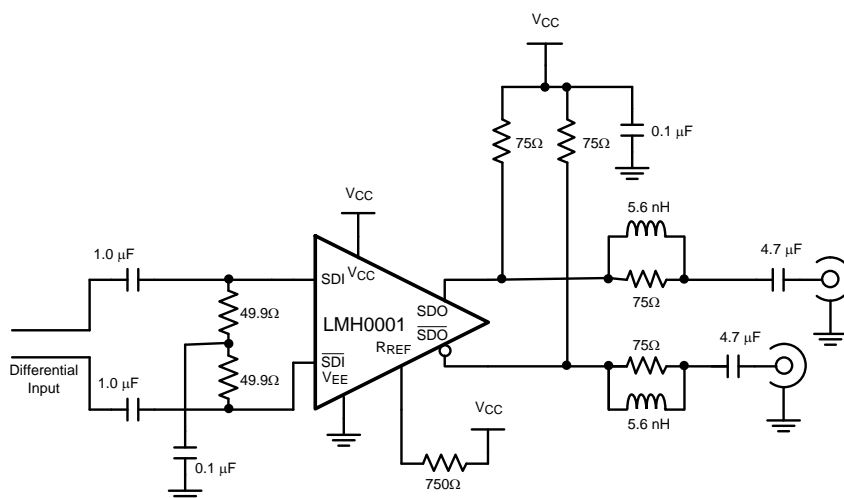 VCC
75Ω
75Ω
0.1 µF
VCC
5.6 nH
1.0 µF
4.7 µF
SDI
VCC
49.9Ω
SDO
75Ω
LMH0001
SDO
RREF
75Ω
4.7 µF
Differential
Input
SDI
VEE
1.0 µF
49.9Ω
VCC
5.6 nH
0.1 µF
750Ω